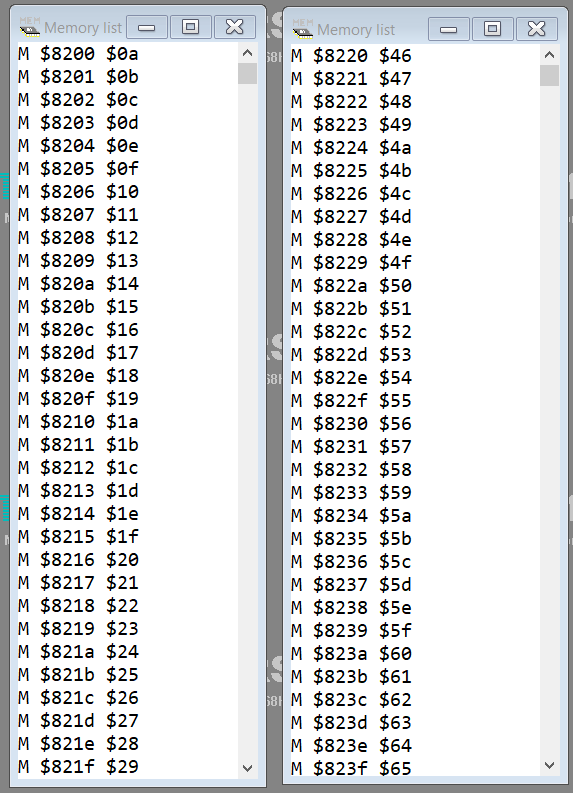 Memory list
M $8200 $0a
M $8201 $0b
M $8202 $0c
M $8203 $0d
M $8204 $0e
M $8205 $0f
M $8206 $10
M $8207 $11
M $8208 $12
M $8209 $13
M $820a $14
M $820b $15
M $820c $16
M $820d $17
M $820e $18
M $820f $19
M $8210 $1a
M $8211 $1b
M $8212 $1c
M $8213 $1d
M $8214 $1e
M $8215 $1f
M $8216 $20
M $8217 $21
M $8218 $22
M $8219 $23
M $821a $24
M $821b $25
M $821c $26
M $821d $27
M $821e $28
M $821f $29
Memory list
M $8220 $46
M $8221 $47
M $8222 $48
M $8223 $49
M $8224 $4a
M $8225 $4b
M $8226 $4c
M $8227 $4d
M $8228 $4e
M $8229 $4f
M $822a $50
M $822b $51
M $822c $52
M $822d $53
M $822e $54
M $822f $55
M $8230 $56
M $8231 $57
M $8232 $58
M $8233 $59
M $8234 $5a
M $8235 $5b
M $8236 $5c
M $8237 $5d
M $8238 $5e
M $8239 $5f
M $823a $60
M $823b $61
M $823c $62
M $823d $63
M $823e $64
M $823f $65